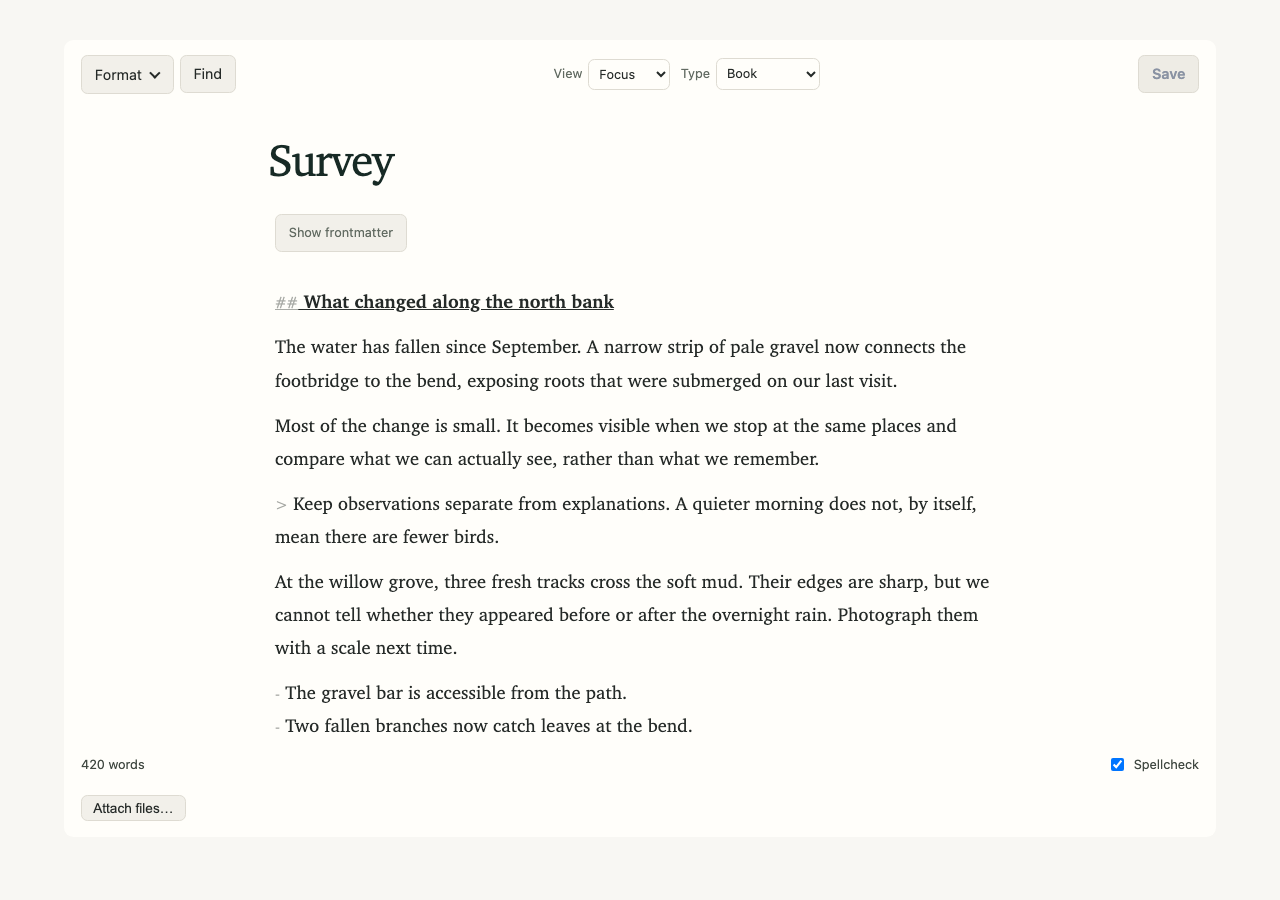 Format
Find
View
Focus
Type
Book
Save
Survey
Show frontmatter
## What changed along the north bank
The water has fallen since September. A narrow strip of pale gravel now connects the
footbridge to the bend, exposing roots that were submerged on our last visit.
Most of the change is small. It becomes visible when we stop at the same places and
compare what we can actually see, rather than what we remember.
> Keep observations separate from explanations. A quieter morning does not, by itself,
mean there are fewer birds.
At the willow grove, three fresh tracks cross the soft mud. Their edges are sharp, but we
cannot tell whether they appeared before or after the overnight rain. Photograph them
with a scale next time.
- The gravel bar is accessible from the path.
- Two fallen branches now catch leaves at the bend.
420 words
Spellcheck
Attach files…